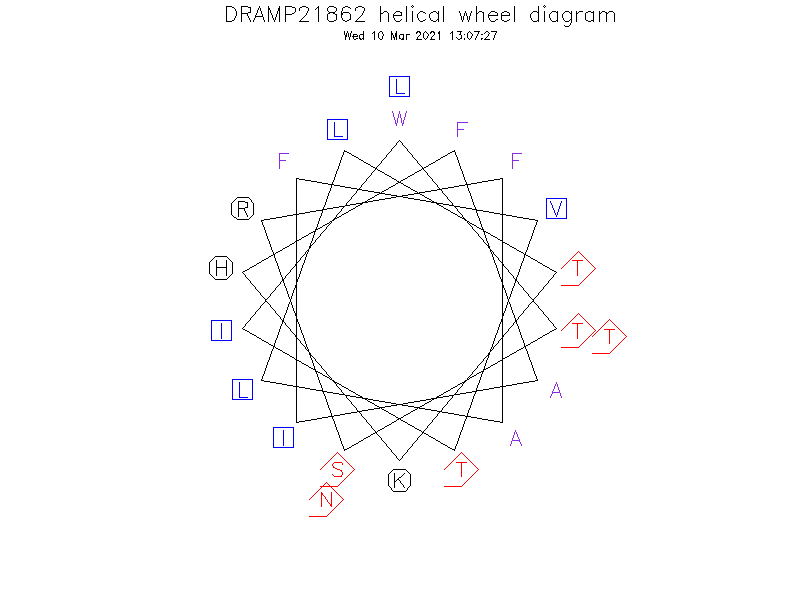 DRAMP21862 helical wheel diagram
Wed 10 Mar 2021 13:07:27
L
W
L F
F F
R V
H T
I T T
L A
I A
S K T
N